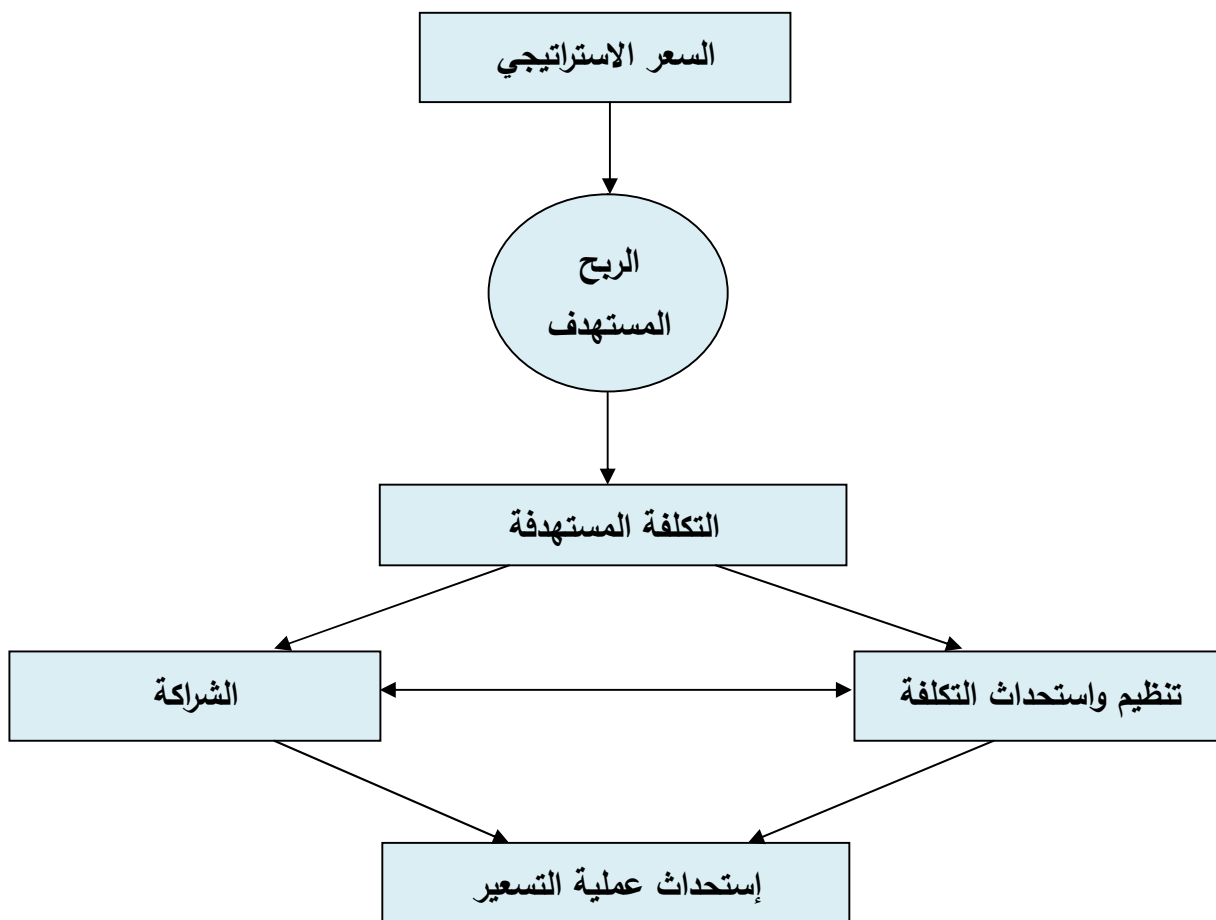 السعر الاستراتيجي
الربح
المستهدف
التكلفة المستهدفة
تنظيم واستحداث التكلفة
الشراكة
إستحداث عملية التسعير